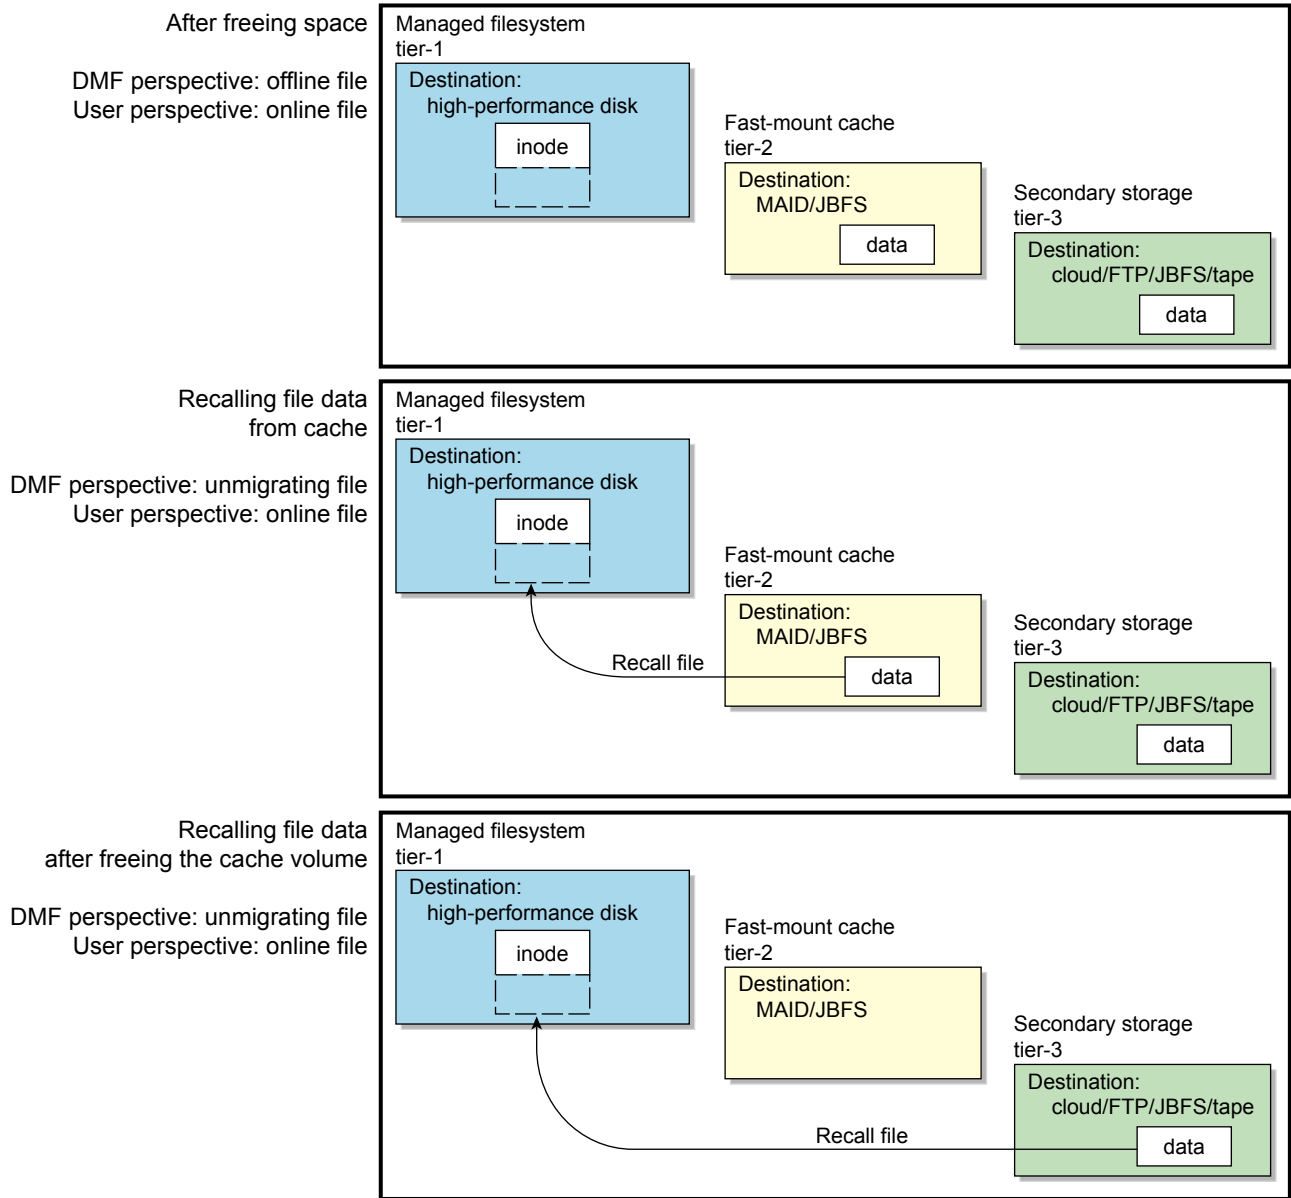 After freeing space
DMF perspective: offline file
User perspective: online file
Managed filesystem
tier-1
Destination:
high-performance disk
inode
Fast-mount cache
tier-2
Destination:
MAID/JBFS
data
Secondary storage
tier-3
Destination:
cloud/FTP/JBFS/tape
data
Recalling file data
from cache
DMF perspective: unmigrating file
User perspective: online file
Managed filesystem
tier-1
Destination:
high-performance disk
inode
Fast-mount cache
tier-2
Destination:
MAID/JBFS
Recall file
data
Secondary storage
tier-3
Destination:
cloud/FTP/JBFS/tape
data
Recalling file data
after freeing the cache volume
DMF perspective: unmigrating file
User perspective: online file
Managed filesystem
tier-1
Destination:
high-performance disk
inode
Fast-mount cache
tier-2
Destination:
MAID/JBFS
Secondary storage
tier-3
Destination:
cloud/FTP/JBFS/tape
Recall file
data